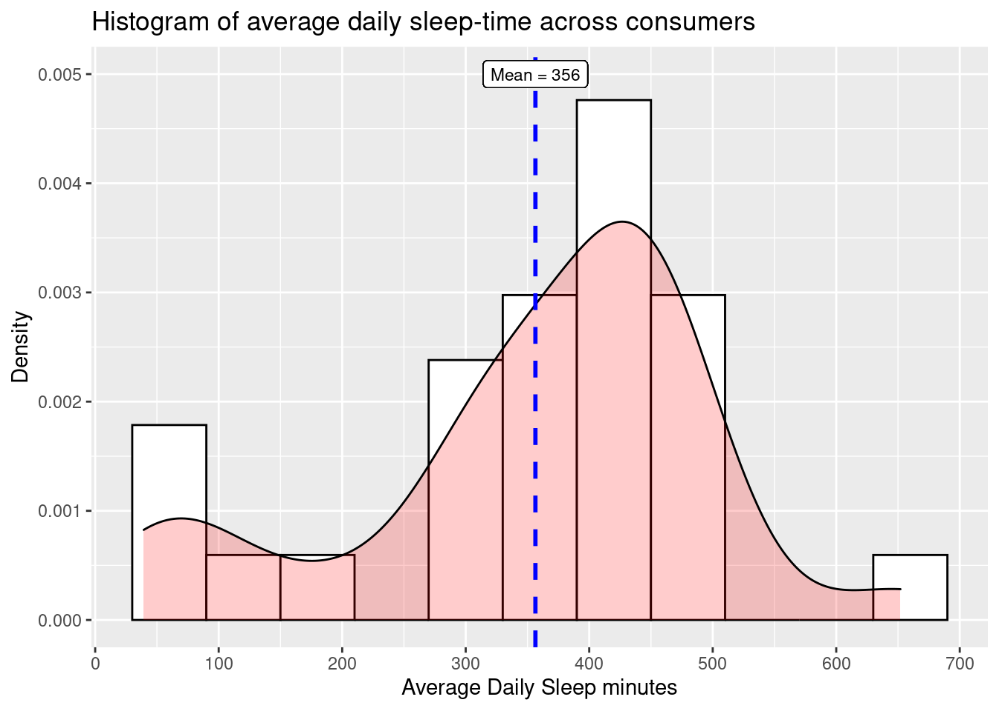 Histogram of average daily sleep-time across consumers
Mean = 356
0.005
0.004
0.003
0.002
0.001
0.000
Density
0 100 200 300 400 500 600 700
Average Daily Sleep minutes